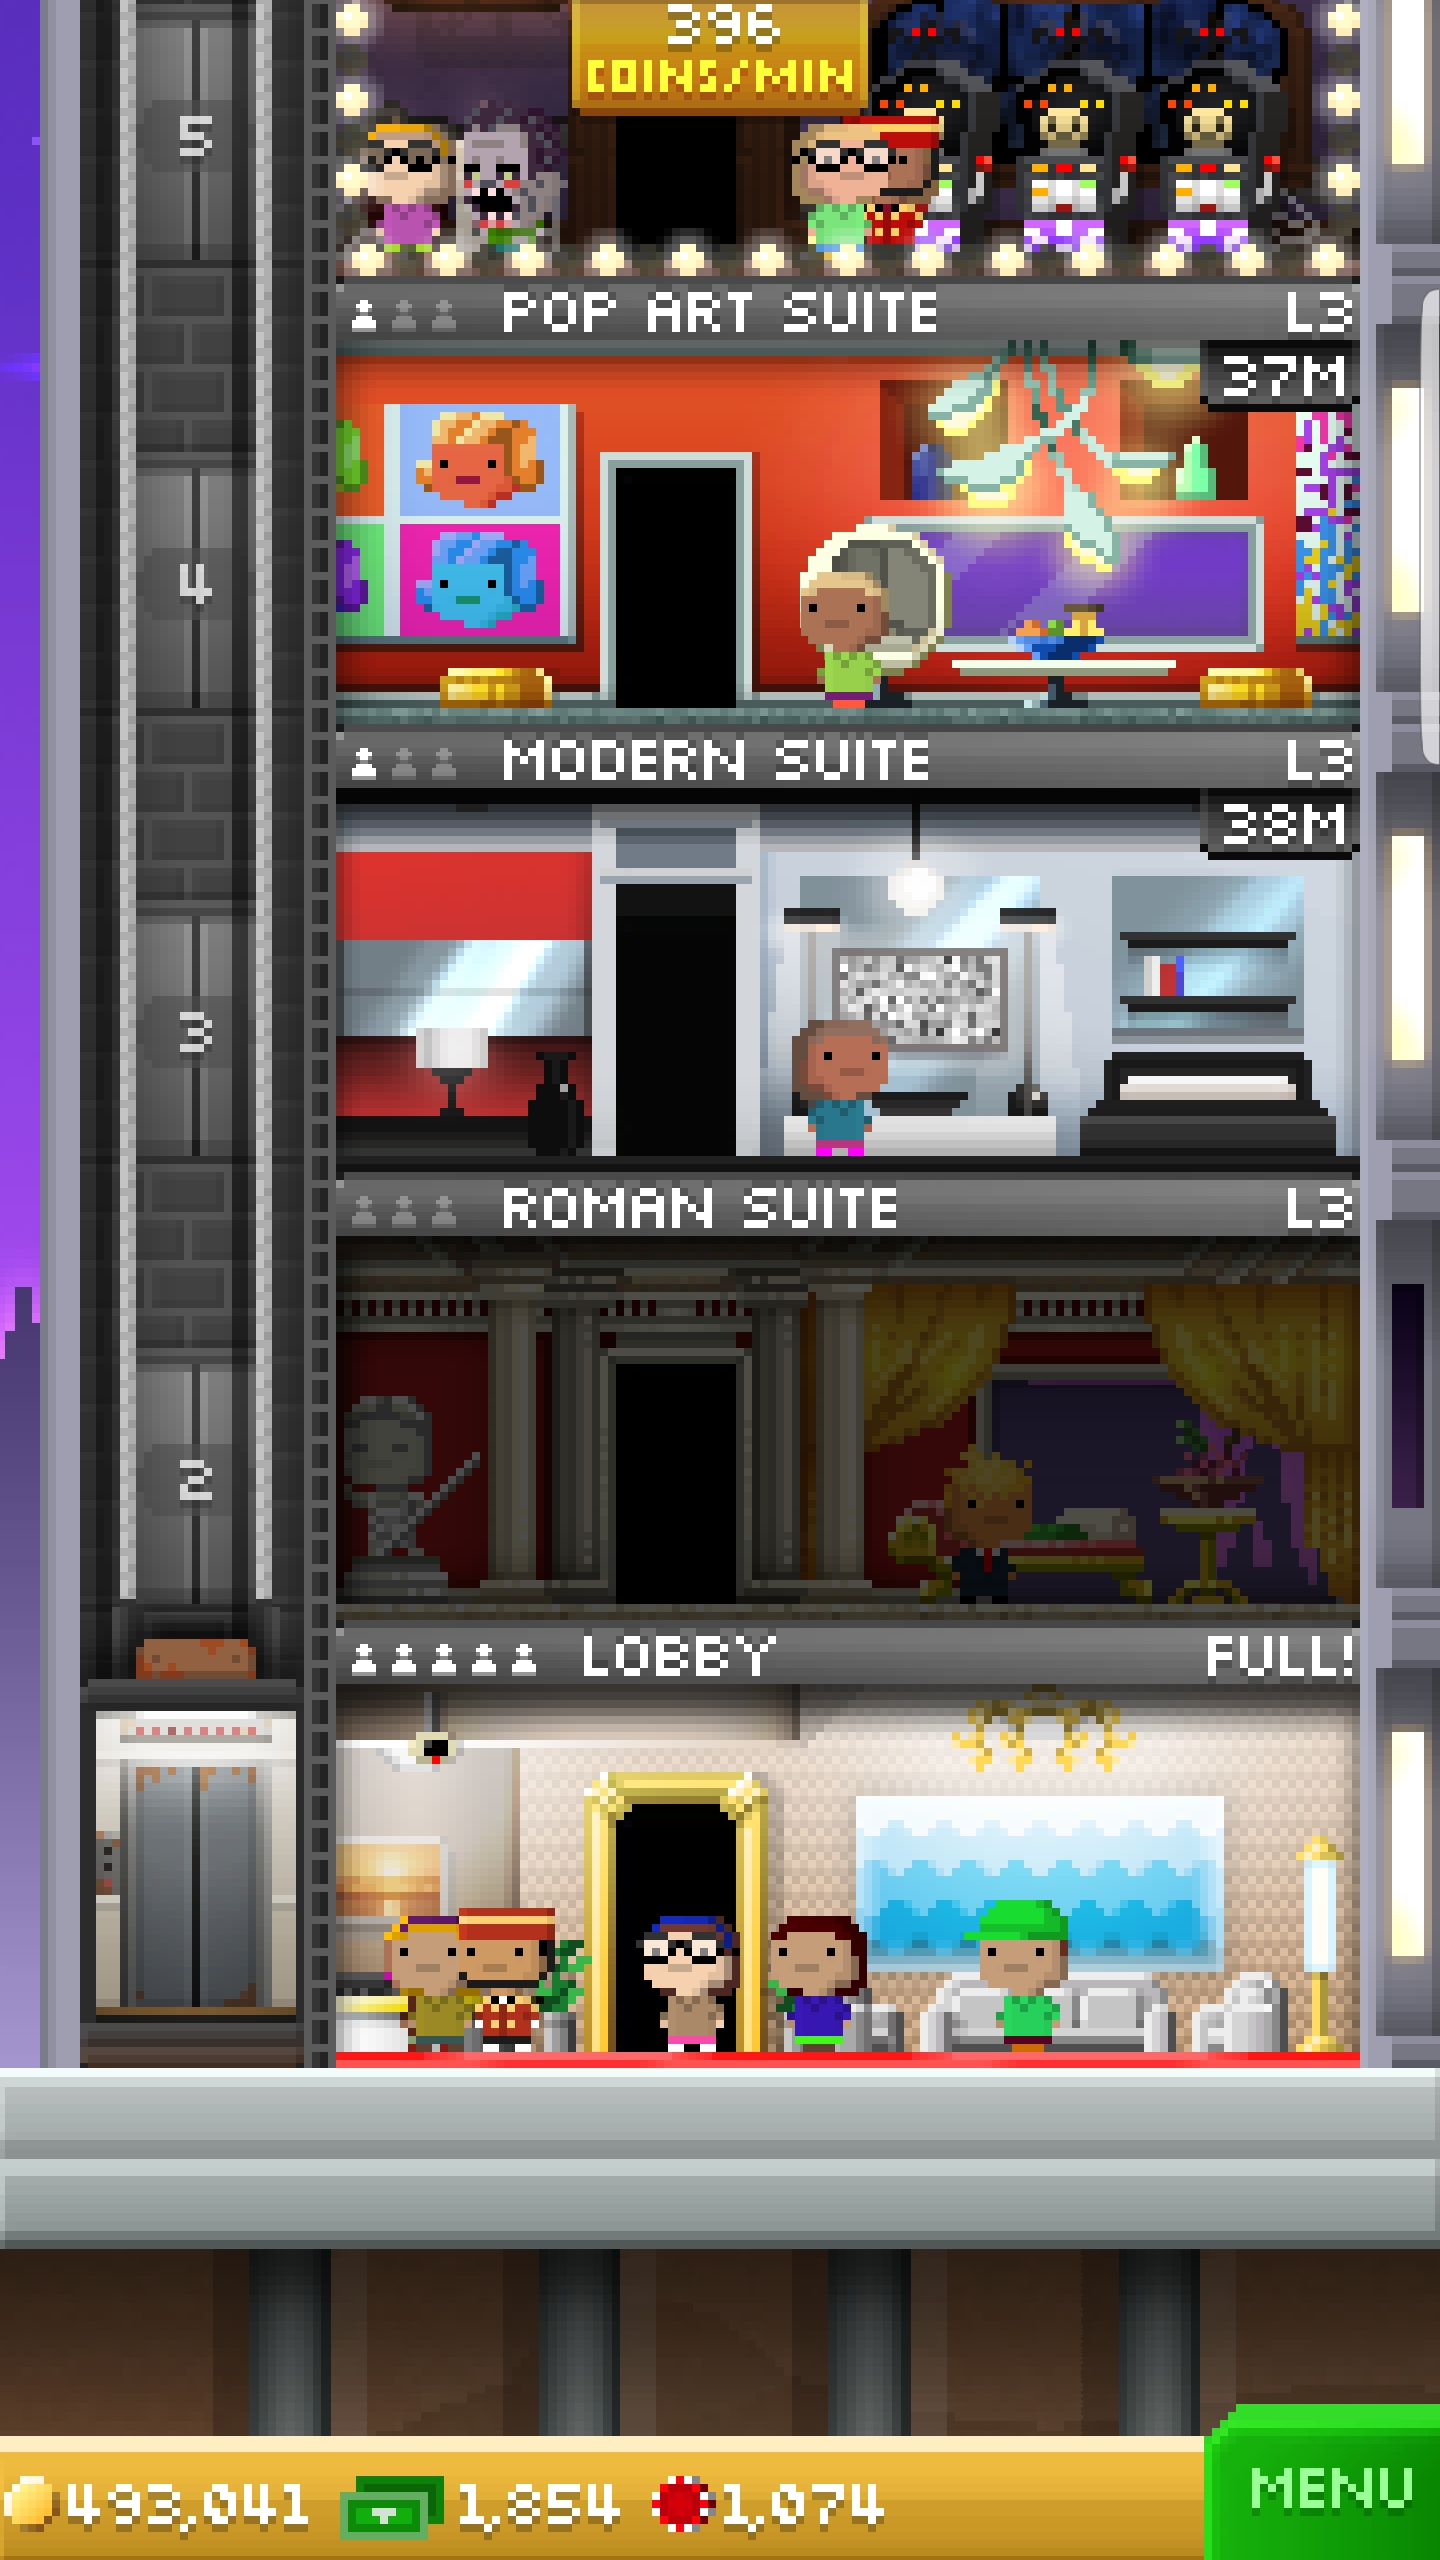 396
COINS/MIN
5
POP ART SUITE L3
37M
4
MODERN SUITE L3
38M
3
ROMAN SUITE L3
2
LOBBY FULL!
493,041 1,854 1,074 MENU